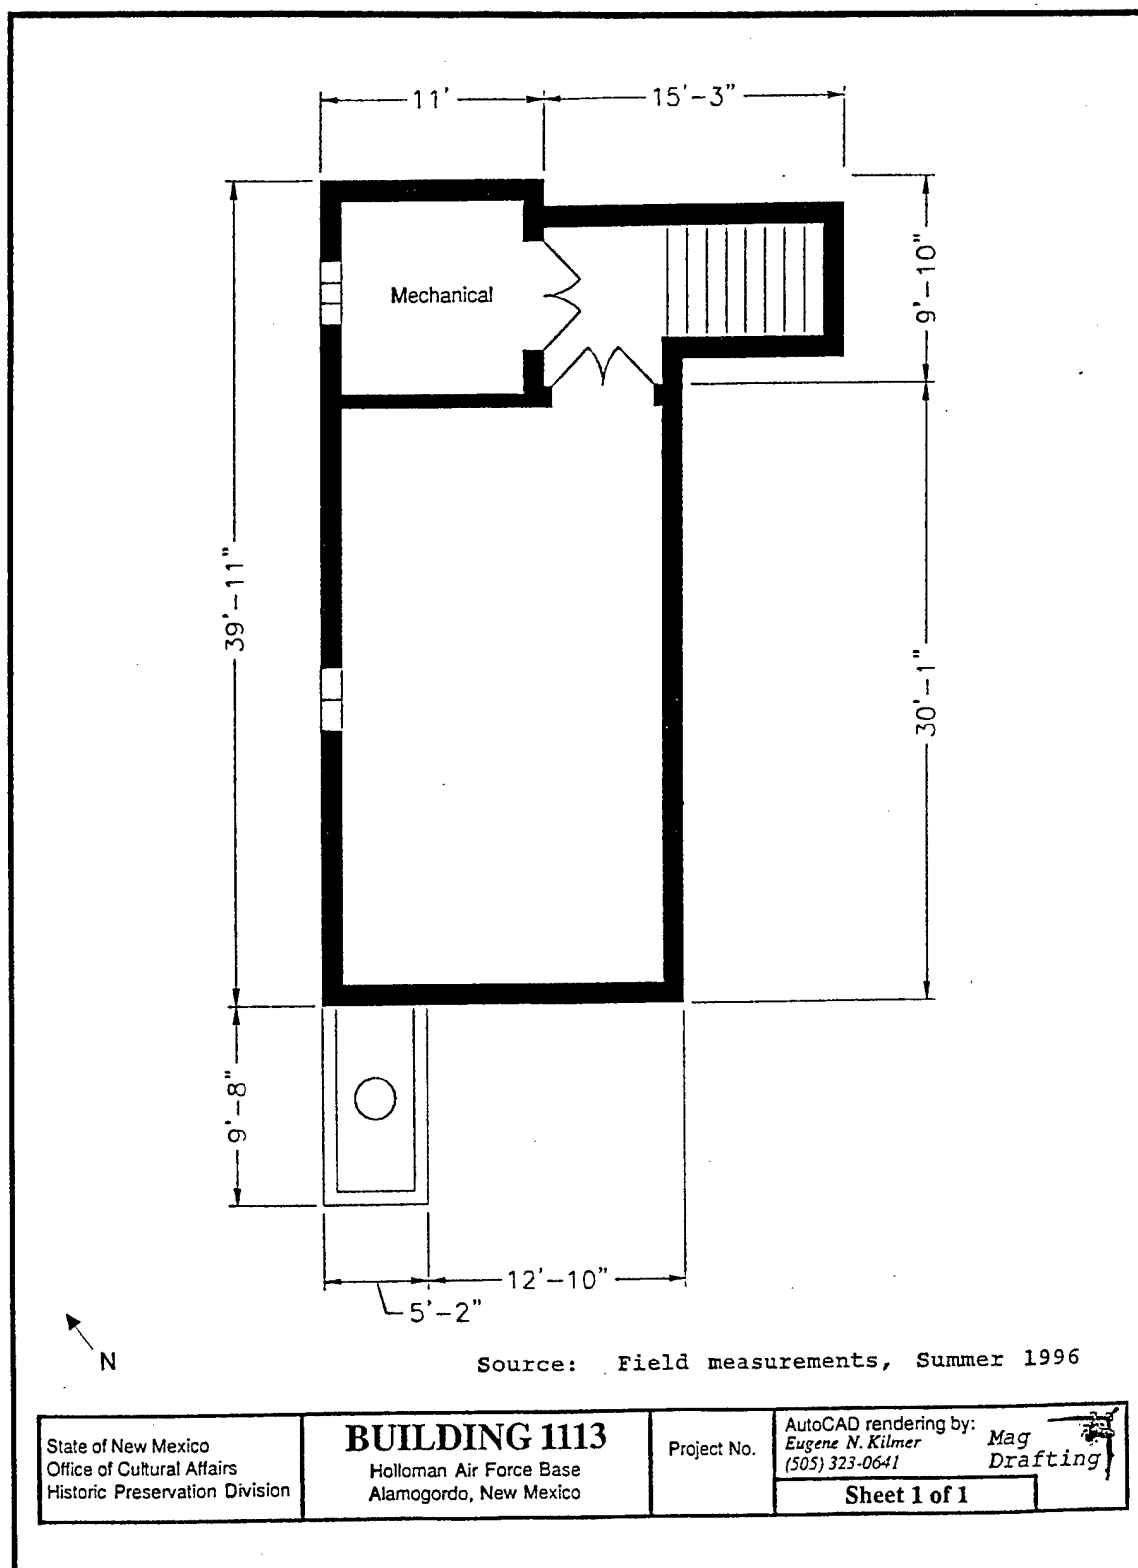 11'
15'-3"
9'-10"
Mechanical
39'-11"
30'-1"
9'-8"
12'-10"
5'-2"
N
Source: Field measurements, Summer 1996
State of New Mexico
Office of Cultural Affairs
Historic Preservation Division
BUILDING 1113
Holloman Air Force Base
Alamogordo, New Mexico
Project No.
AutoCAD rendering by:
Eugene N. Kilmer
(505) 323-0641
Mag
Drafting
Sheet 1 of 1